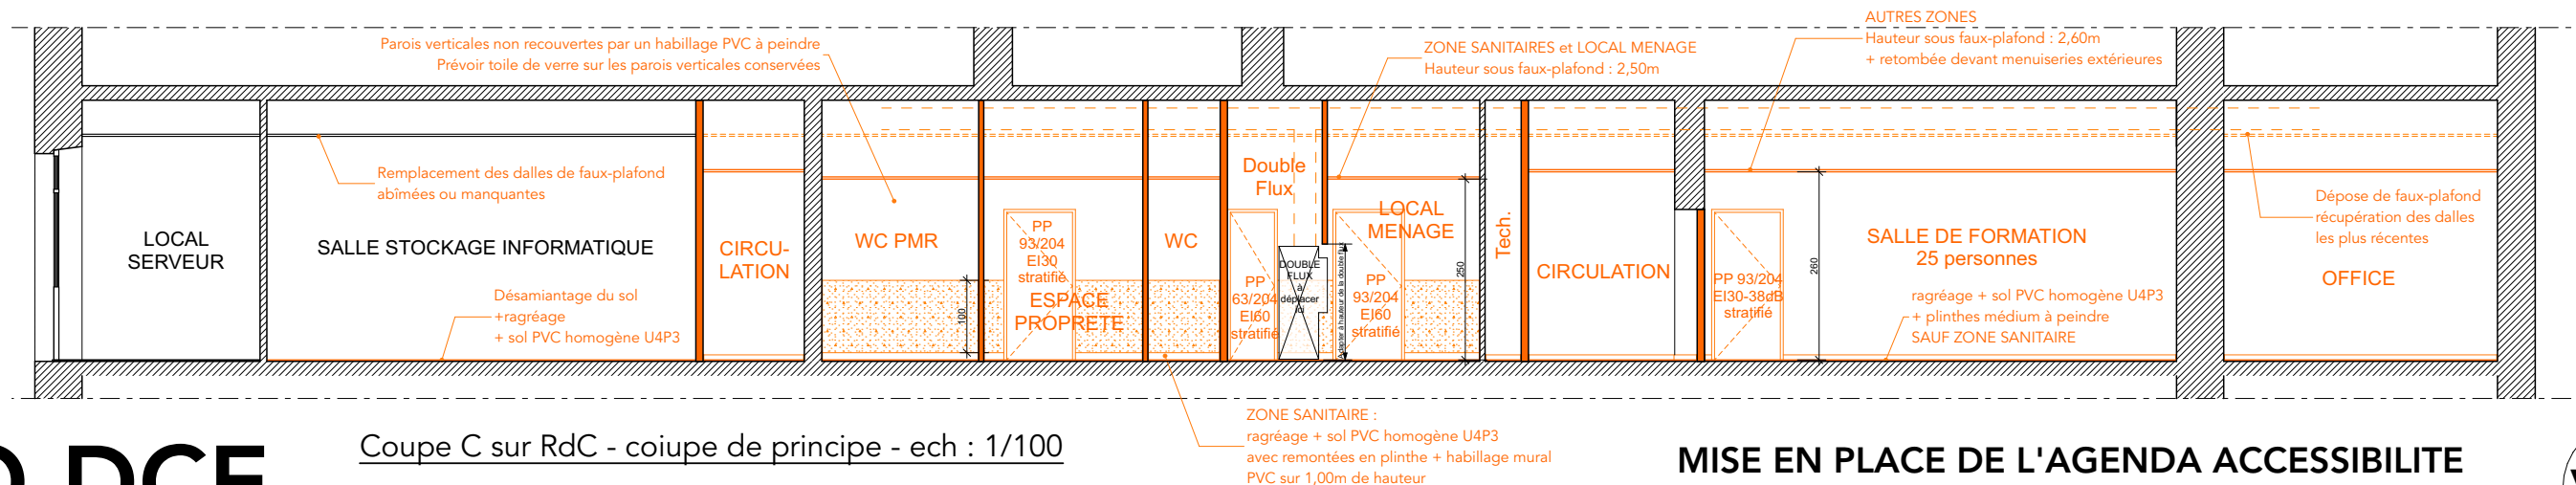 AUTRES ZONES
Hauteur sous faux-plafond : 2,60m
+ retombée devant menuiseries extérieures
Parois verticales non recouvertes par un habillage PVC à peindre
Prévoir toile de verre sur les parois verticales conservées
ZONE SANITAIRES et LOCAL MENAGE
Hauteur sous faux-plafond : 2,50m
Remplacement des dalles de faux-plafond
abîmées ou manquantes
Double
Flux
Dépose de faux-plafond
récupération des dalles
les plus récentes
LOCAL
SERVEUR
SALLE STOCKAGE INFORMATIQUE
CIRCU-
LATION
WC PMR
PP
93/204
EI30
stratifié
ESPACE
PROPRETE
WC
PP
63/204
EI60
stratifié
DOUBLE
FLUX
à
déplacer
ici
Adapter à hauteur de la double flux
LOCAL
MENAGE
PP
93/204
EI60
stratifié
Tech.
CIRCULATION
PP 93/204
EI30-38dB
stratifié
SALLE DE FORMATION
25 personnes
OFFICE
100
250
260
Désamiantage du sol
+ragréage
+ sol PVC homogène U4P3
ragréage + sol PVC homogène U4P3
+ plinthes médium à peindre
SAUF ZONE SANITAIRE
ZONE SANITAIRE :
ragréage + sol PVC homogène U4P3
avec remontées en plinthe + habillage mural
PVC sur 1,00m de hauteur
Coupe C sur RdC - coiupe de principe - ech : 1/100
MISE EN PLACE DE L'AGENDA ACCESSIBILITE
DCE